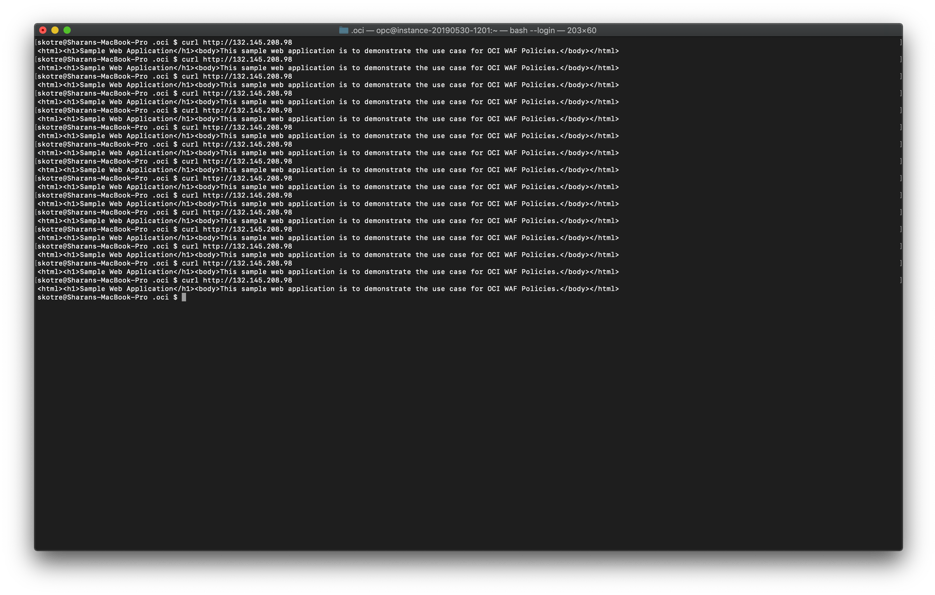 .oci — opc@instance-20190530-1201:~ — bash --login — 203×60
[skotre@Sharans-MacBook-Pro .oci $ curl http://132.145.208.98 ]
<html><h1>Sample Web Application</h1><body>This sample web application is to demonstrate the use case for OCI WAF Policies.</body></html>
[skotre@Sharans-MacBook-Pro .oci $ curl http://132.145.208.98 ]
<html><h1>Sample Web Application</h1><body>This sample web application is to demonstrate the use case for OCI WAF Policies.</body></html>
[skotre@Sharans-MacBook-Pro .oci $ curl http://132.145.208.98 ]
<html><h1>Sample Web Application</h1><body>This sample web application is to demonstrate the use case for OCI WAF Policies.</body></html>
[skotre@Sharans-MacBook-Pro .oci $ curl http://132.145.208.98 ]
<html><h1>Sample Web Application</h1><body>This sample web application is to demonstrate the use case for OCI WAF Policies.</body></html>
[skotre@Sharans-MacBook-Pro .oci $ curl http://132.145.208.98 ]
<html><h1>Sample Web Application</h1><body>This sample web application is to demonstrate the use case for OCI WAF Policies.</body></html>
[skotre@Sharans-MacBook-Pro .oci $ curl http://132.145.208.98 ]
<html><h1>Sample Web Application</h1><body>This sample web application is to demonstrate the use case for OCI WAF Policies.</body></html>
[skotre@Sharans-MacBook-Pro .oci $ curl http://132.145.208.98 ]
<html><h1>Sample Web Application</h1><body>This sample web application is to demonstrate the use case for OCI WAF Policies.</body></html>
[skotre@Sharans-MacBook-Pro .oci $ curl http://132.145.208.98 ]
<html><h1>Sample Web Application</h1><body>This sample web application is to demonstrate the use case for OCI WAF Policies.</body></html>
[skotre@Sharans-MacBook-Pro .oci $ curl http://132.145.208.98 ]
<html><h1>Sample Web Application</h1><body>This sample web application is to demonstrate the use case for OCI WAF Policies.</body></html>
[skotre@Sharans-MacBook-Pro .oci $ curl http://132.145.208.98 ]
<html><h1>Sample Web Application</h1><body>This sample web application is to demonstrate the use case for OCI WAF Policies.</body></html>
[skotre@Sharans-MacBook-Pro .oci $ curl http://132.145.208.98 ]
<html><h1>Sample Web Application</h1><body>This sample web application is to demonstrate the use case for OCI WAF Policies.</body></html>
[skotre@Sharans-MacBook-Pro .oci $ curl http://132.145.208.98 ]
<html><h1>Sample Web Application</h1><body>This sample web application is to demonstrate the use case for OCI WAF Policies.</body></html>
[skotre@Sharans-MacBook-Pro .oci $ curl http://132.145.208.98 ]
<html><h1>Sample Web Application</h1><body>This sample web application is to demonstrate the use case for OCI WAF Policies.</body></html>
[skotre@Sharans-MacBook-Pro .oci $ curl http://132.145.208.98 ]
<html><h1>Sample Web Application</h1><body>This sample web application is to demonstrate the use case for OCI WAF Policies.</body></html>
[skotre@Sharans-MacBook-Pro .oci $ curl http://132.145.208.98 ]
<html><h1>Sample Web Application</h1><body>This sample web application is to demonstrate the use case for OCI WAF Policies.</body></html>
skotre@Sharans-MacBook-Pro .oci $